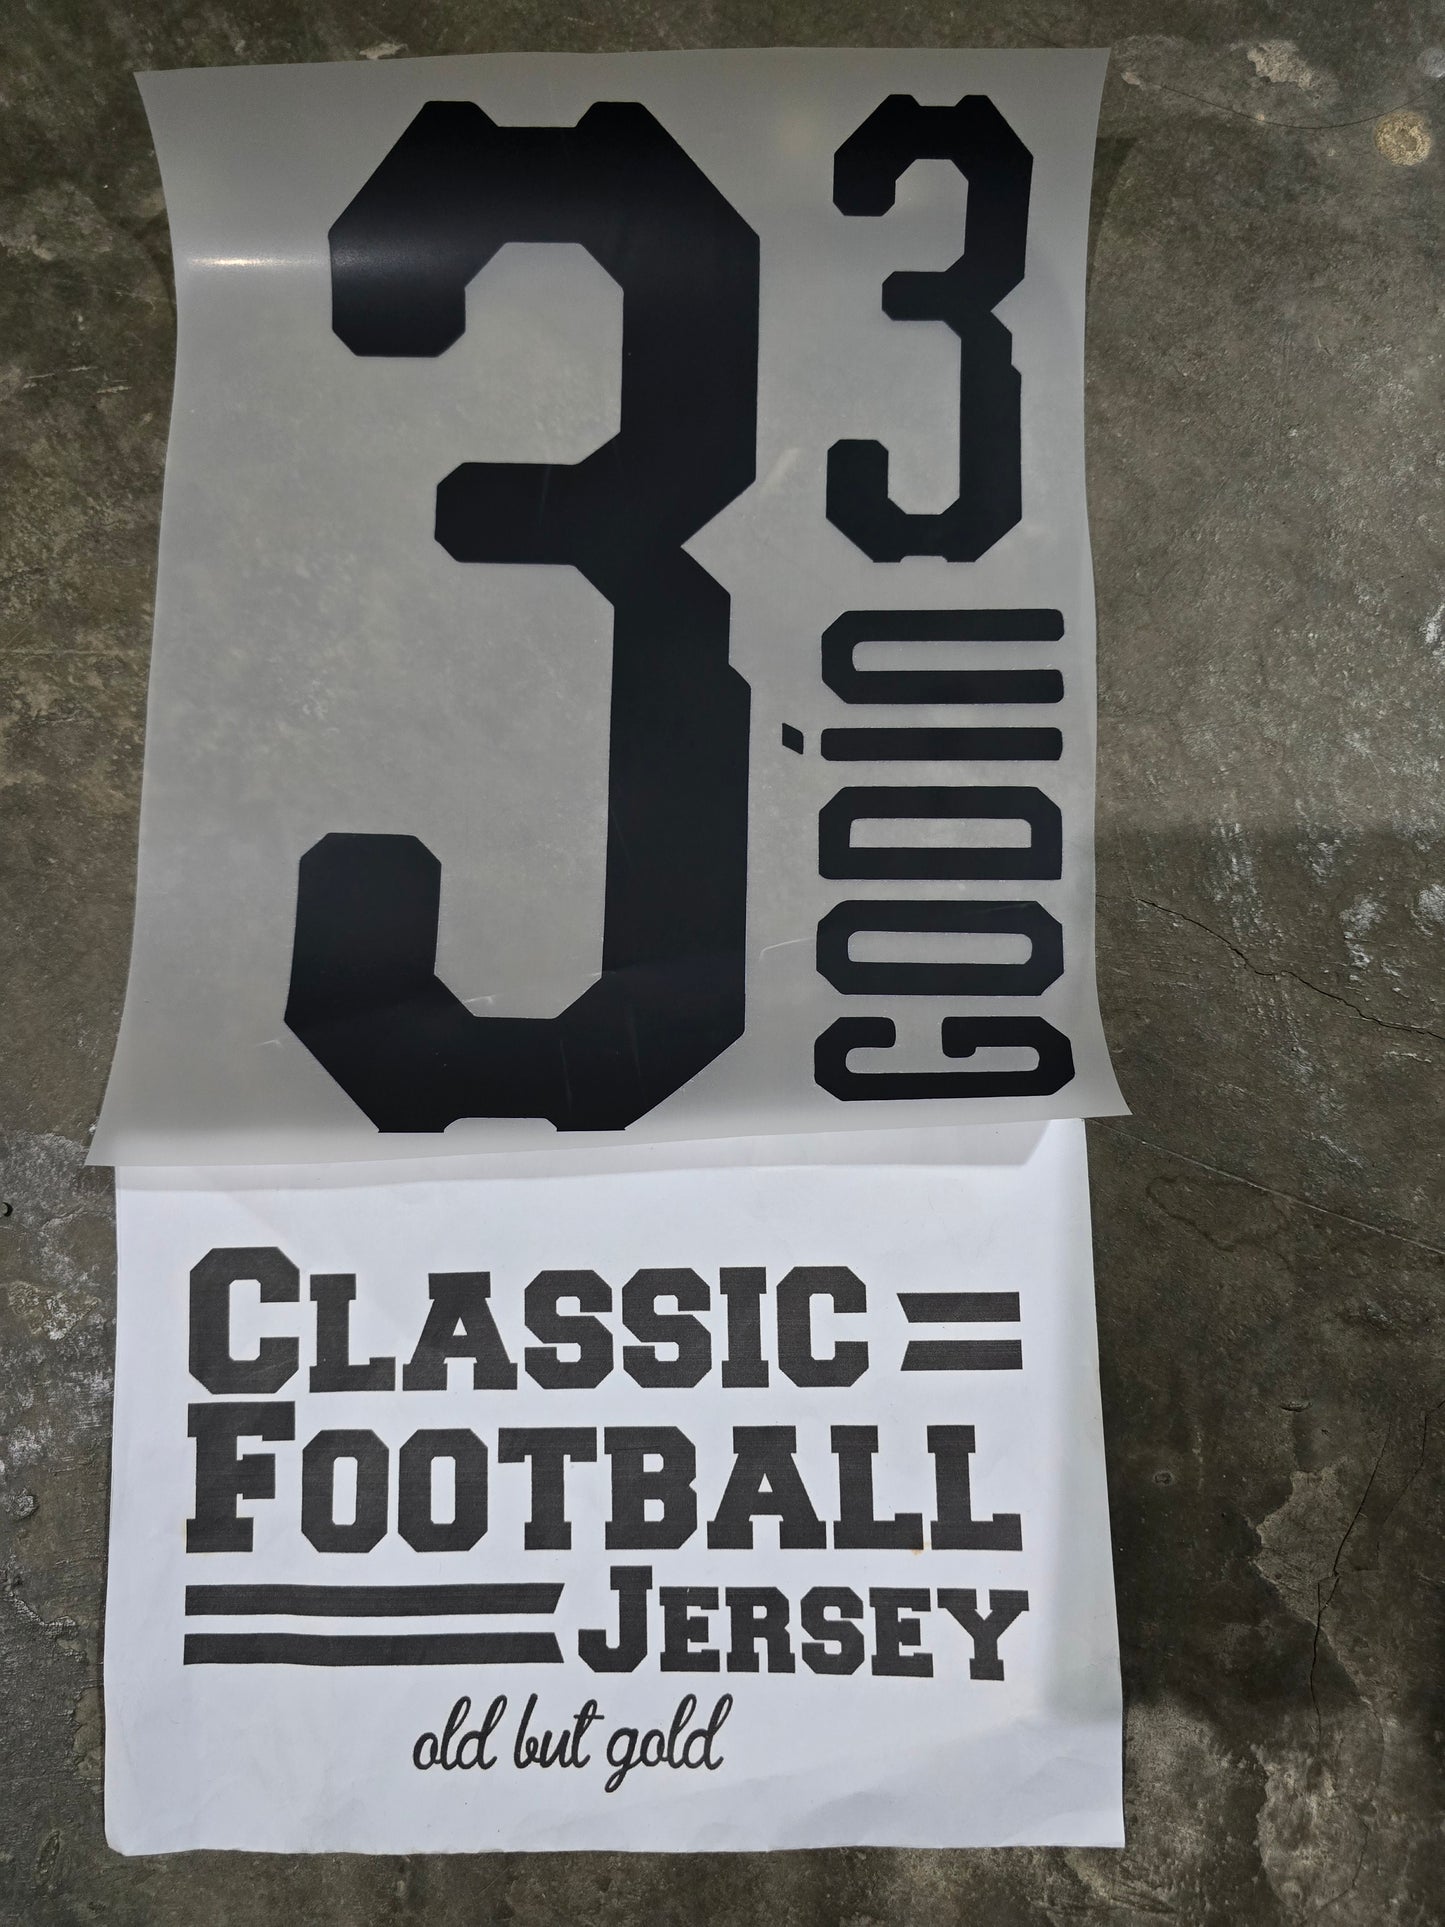 3
3
GODÍN
CLASSIC
FOOTBALL
JERSEY
old but gold